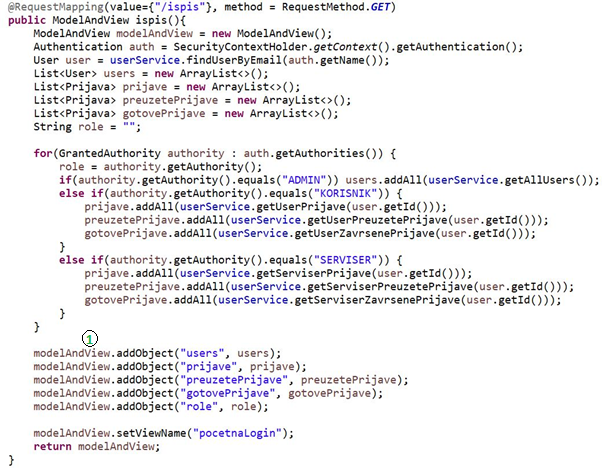 @RequestMapping(value={"/ispis"}, method = RequestMethod.GET)
public ModelAndView ispis(){
ModelAndView modelAndView = new ModelAndView();
Authentication auth = SecurityContextHolder.getContext().getAuthentication();
User user = userService.findUserByEmail(auth.getName());
List<User> users = new ArrayList<>();
List<Prijava> prijave = new ArrayList<>();
List<Prijava> preuzetePrijave = new ArrayList<>();
List<Prijava> gotovePrijave = new ArrayList<>();
String role = "";
for(GrantedAuthority authority : auth.getAuthorities()) {
role = authority.getAuthority();
if(authority.getAuthority().equals("ADMIN")) users.addAll(userService.getAllUsers());
else if(authority.getAuthority().equals("KORISNIK")) {
prijave.addAll(userService.getUserPrijave(user.getId()));
preuzetePrijave.addAll(userService.getUserPreuzetePrijave(user.getId()));
gotovePrijave.addAll(userService.getUserZavrsenePrijave(user.getId()));
}
else if(authority.getAuthority().equals("SERVISER")) {
prijave.addAll(userService.getServiserPrijave(user.getId()));
preuzetePrijave.addAll(userService.getServiserPreuzetePrijave(user.getId()));
gotovePrijave.addAll(userService.getServiserZavrsenePrijave(user.getId()));
}
}
1
modelAndView.addObject("users", users);
modelAndView.addObject("prijave", prijave);
modelAndView.addObject("preuzetePrijave", preuzetePrijave);
modelAndView.addObject("gotovePrijave", gotovePrijave);
modelAndView.addObject("role", role);
modelAndView.setViewName("pocetnaLogin");
return modelAndView;
}